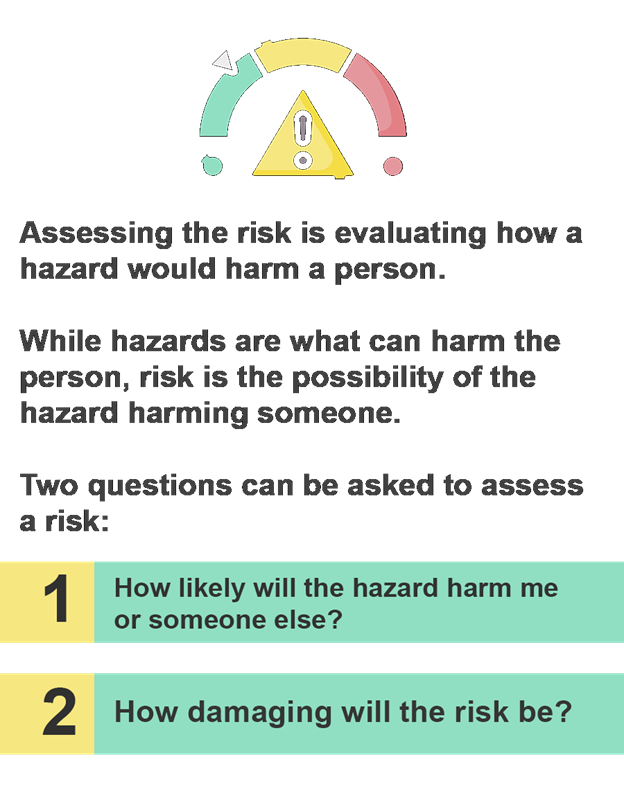 Assessing the risk is evaluating how a
hazard would harm a person.
While hazards are what can harm the
person, risk is the possibility of the
hazard harming someone.
Two questions can be asked to assess
a risk:
1
How likely will the hazard harm me
or someone else?
2
How damaging will the risk be?